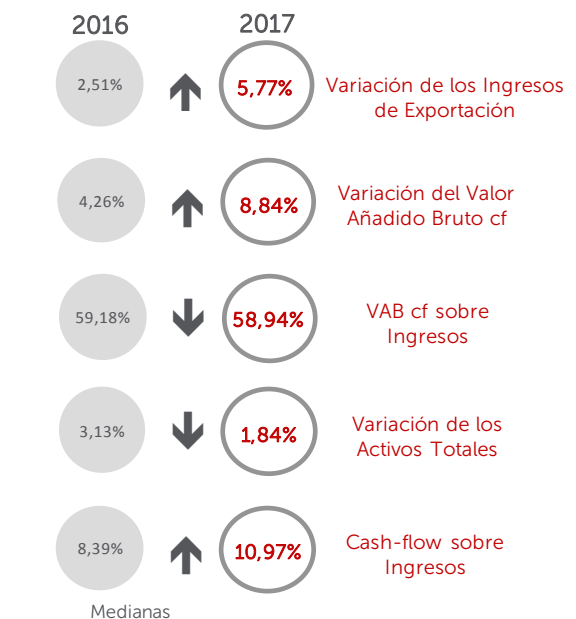 2016 2017
2,51% 5,77% Variación de los Ingresos
de Exportación
4,26% 8,84% Variación del Valor
Añadido Bruto cf
59,18% 58,94% VAB cf sobre
Ingresos
3,13% 1,84% Variación de los
Activos Totales
8,39% 10,97% Cash-flow sobre
Ingresos
Medianas